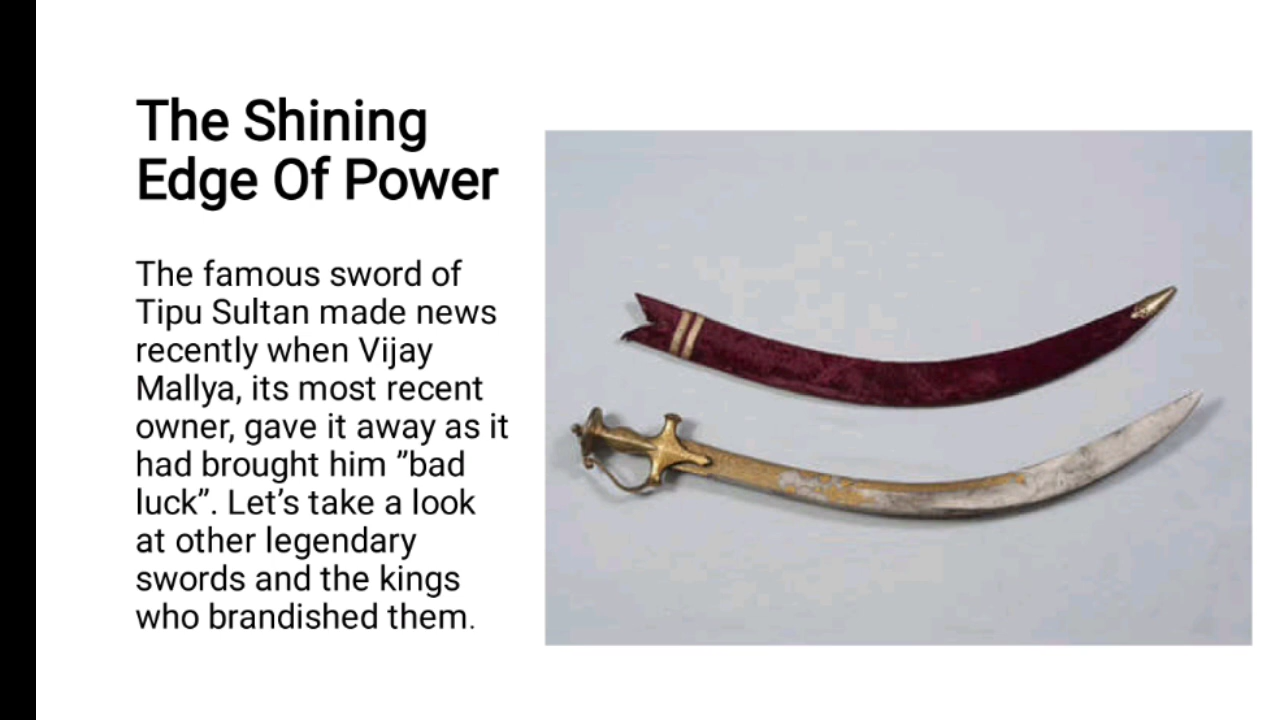 The Shining
Edge Of Power
The famous sword of
Tipu Sultan made news
recently when Vijay
Mallya, its most recent
owner, gave it away as it
had brought him ”bad
luck”. Let’s take a look
at other legendary
swords and the kings
who brandished them.